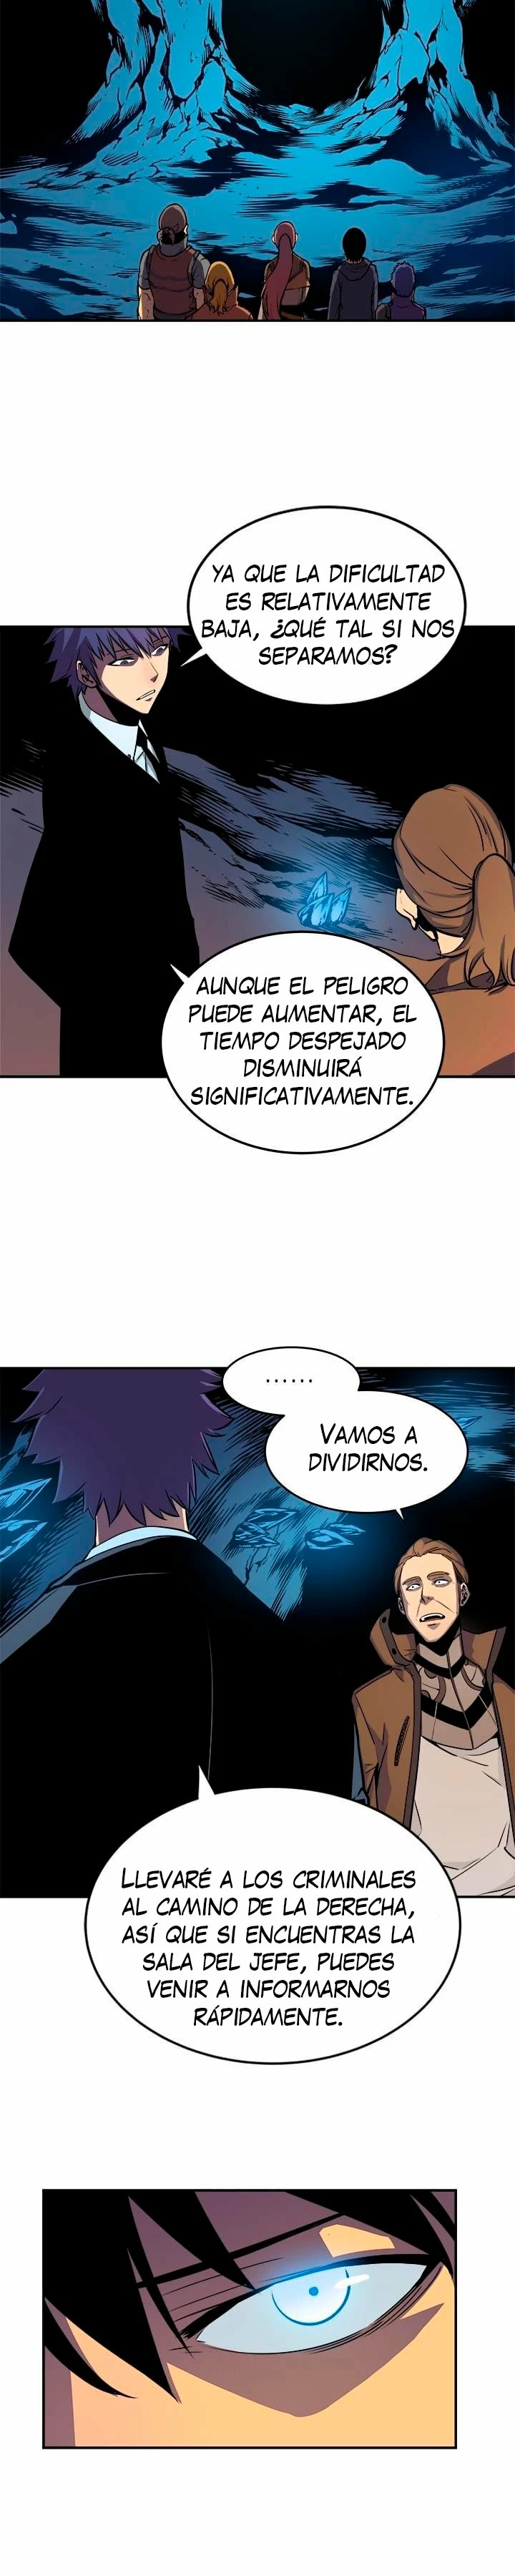 YA QUE LA DIFICULTAD
ES RELATIVAMENTE
BAJA, ¿QUÉ TAL SI NOS
SEPARAMOS?
AUNQUE EL PELIGRO
PUEDE AUMENTAR, EL
TIEMPO DESPEJADO
DISMINUIRÁ
SIGNIFICATIVAMENTE.
......
VAMOS A
DIVIDIRNOS.
LLEVARÉ A LOS CRIMINALES
AL CAMINO DE LA DERECHA,
ASÍ QUE SI ENCUENTRAS LA
SALA DEL JEFE, PUEDES
VENIR A INFORMARNOS
RÁPIDAMENTE.